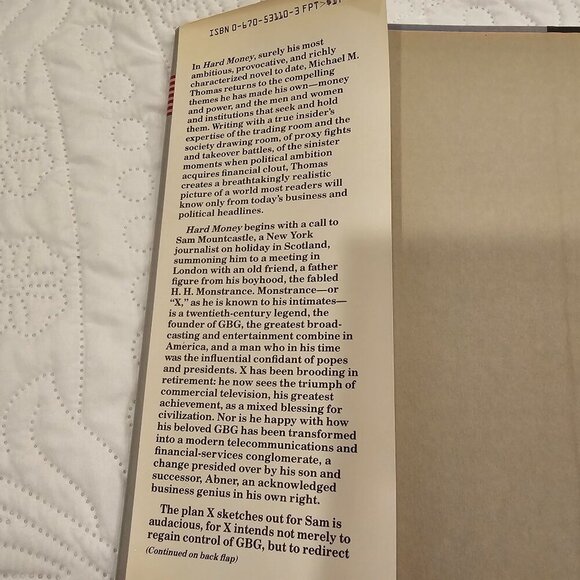 ISBN 0-670-53110-3 FPT
In Hard Money, surely his most
ambitious, provocative, and richly
characterized novel to date, Michael M.
Thomas returns to the compelling
themes he has made his own—money
and power, and the men and women
and institutions that seek and hold
them. Writing with a true insider's
expertise of the trading room and the
society drawing room, of proxy fights
and takeover battles, of the sinister
moments when political ambition
acquires financial clout, Thomas
creates a breathtakingly realistic
picture of a world most readers will
know only from today's business and
political headlines.
Hard Money begins with a call to
Sam Mountcastle, a New York
journalist on holiday in Scotland,
summoning him to a meeting in
London with an old friend, a father
figure from his boyhood, the fabled
H. H. Monstrance. Monstrance—or
"X," as he is known to his intimates—
is a twentieth-century legend, the
founder of GBG, the greatest broad-
casting and entertainment combine in
America, and a man who in his time
was the influential confidant of popes
and presidents. X has been brooding in
retirement: he now sees the triumph of
commercial television, his greatest
achievement, as a mixed blessing for
civilization. Nor is he happy with how
his beloved GBG has been transformed
into a modern telecommunications and
financial-services conglomerate, a
change presided over by his son and
successor, Abner, an acknowledged
business genius in his own right.
The plan X sketches out for Sam is
audacious, for X intends not merely to
regain control of GBG, but to redirect
(Continued on back flap)